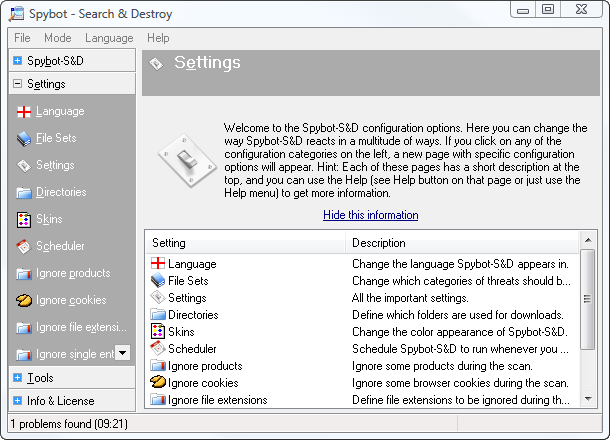 Spybot - Search & Destroy
File Mode Language Help
Spybot-S&D
Settings
Language
File Sets
Settings
Directories
Skins
Scheduler
Ignore products
Ignore cookies
Ignore file extensi...
Ignore single ent
Tools
Info & License
Settings
Welcome to the Spybot-S&D configuration options. Here you can change the
way Spybot-S&D reacts in a multitude of ways. If you click on any of the
configuration categories on the left, a new page with specific configuration
options will appear. Hint: Each of these pages has a short description at the
top, and you can use the Help (see Help button on that page or just use the
Help menu) to get more information.
Hide this information
Setting Description
Language Change the language Spybot-S&D appears in.
File Sets Change which categories of threats should b...
Settings All the important settings.
Directories Define which folders are used for downloads.
Skins Change the color appearance of Spybot-S&D.
Scheduler Schedule Spybot-S&D to run whenever you ...
Ignore products Ignore some products during the scan.
Ignore cookies Ignore some browser cookies during the scan.
Ignore file extensions Define file extensions to be ignored during th...
1 problems found (09:21)